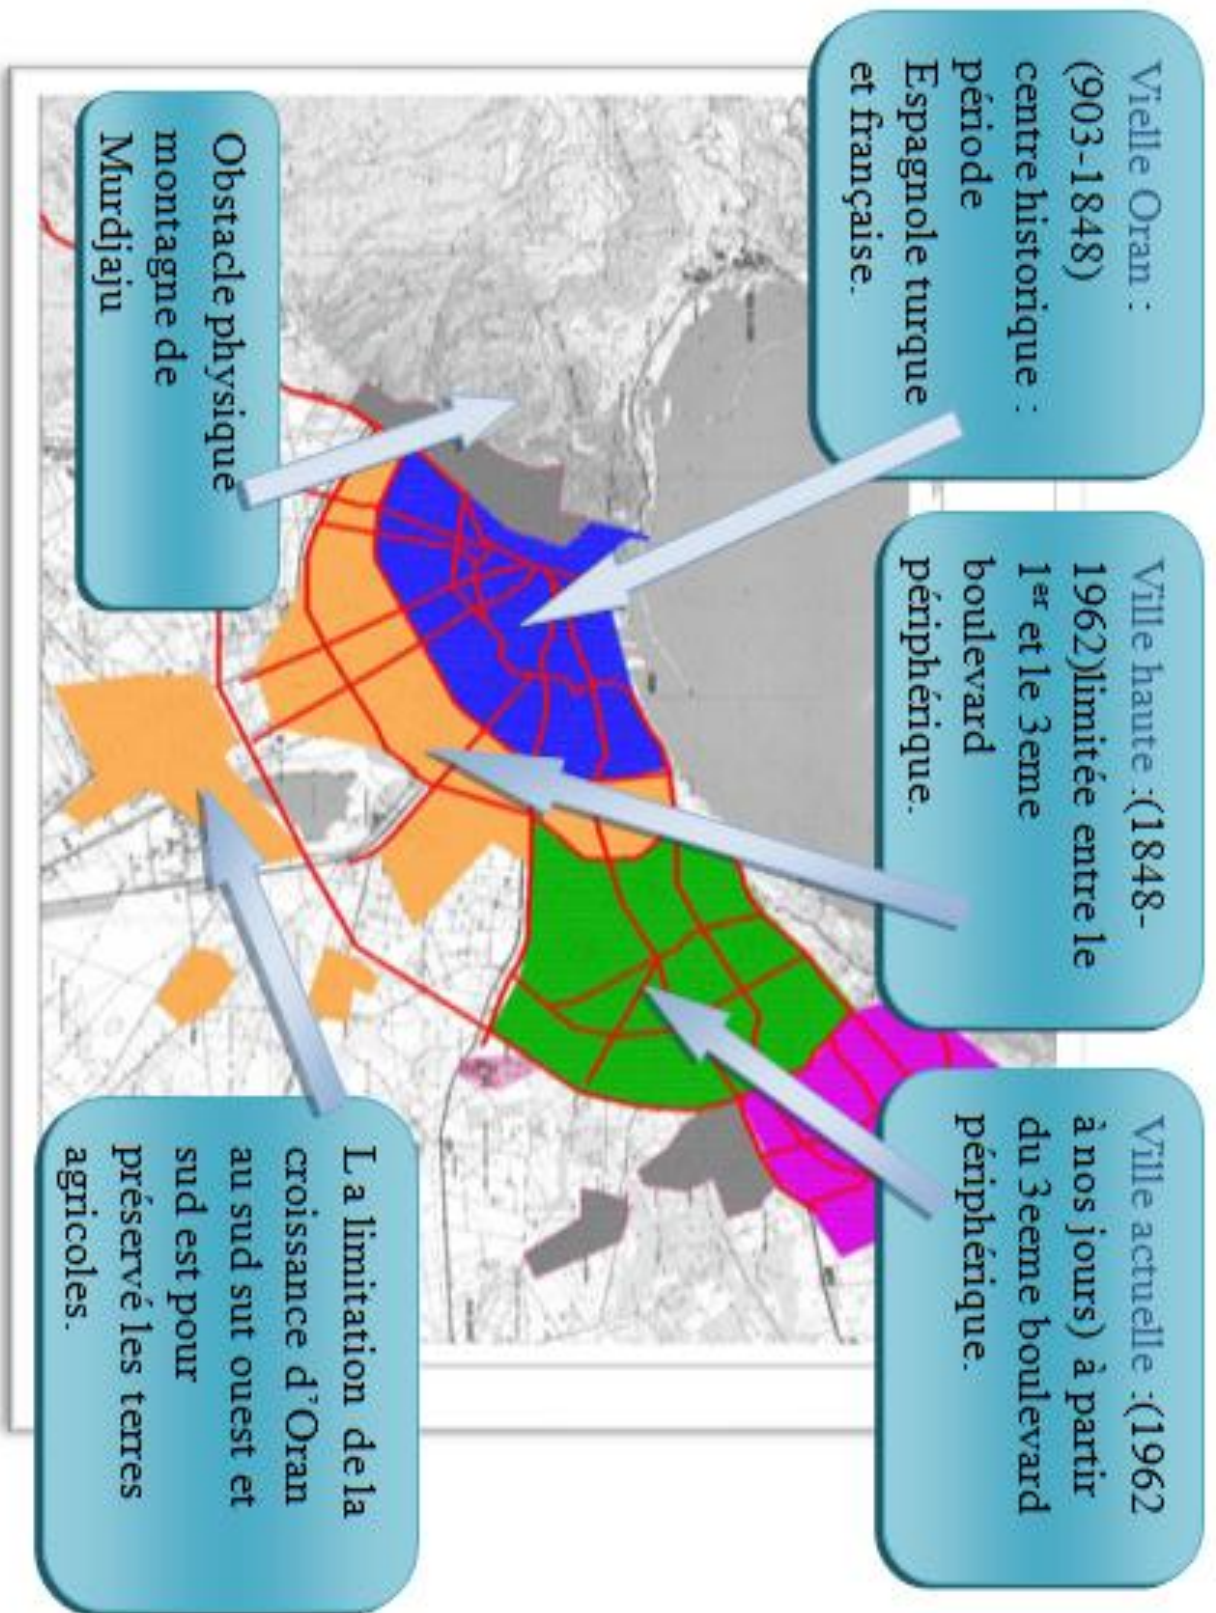 Vielle Oran :
(903-1848)
centre historique :
période
Espagnole turque
et française.
Ville haute :(1848-
1962)limitée entre le
1er et le 3eme
boulevard
périphérique.
Ville actuelle :(1962
à nos jours) à partir
du 3eeme boulevard
périphérique.
Obstacle physique
montagne de
Murdjaju
La limitation de la
croissance d’Oran
au sud sut ouest et
sud est pour
préservé les terres
agricoles.